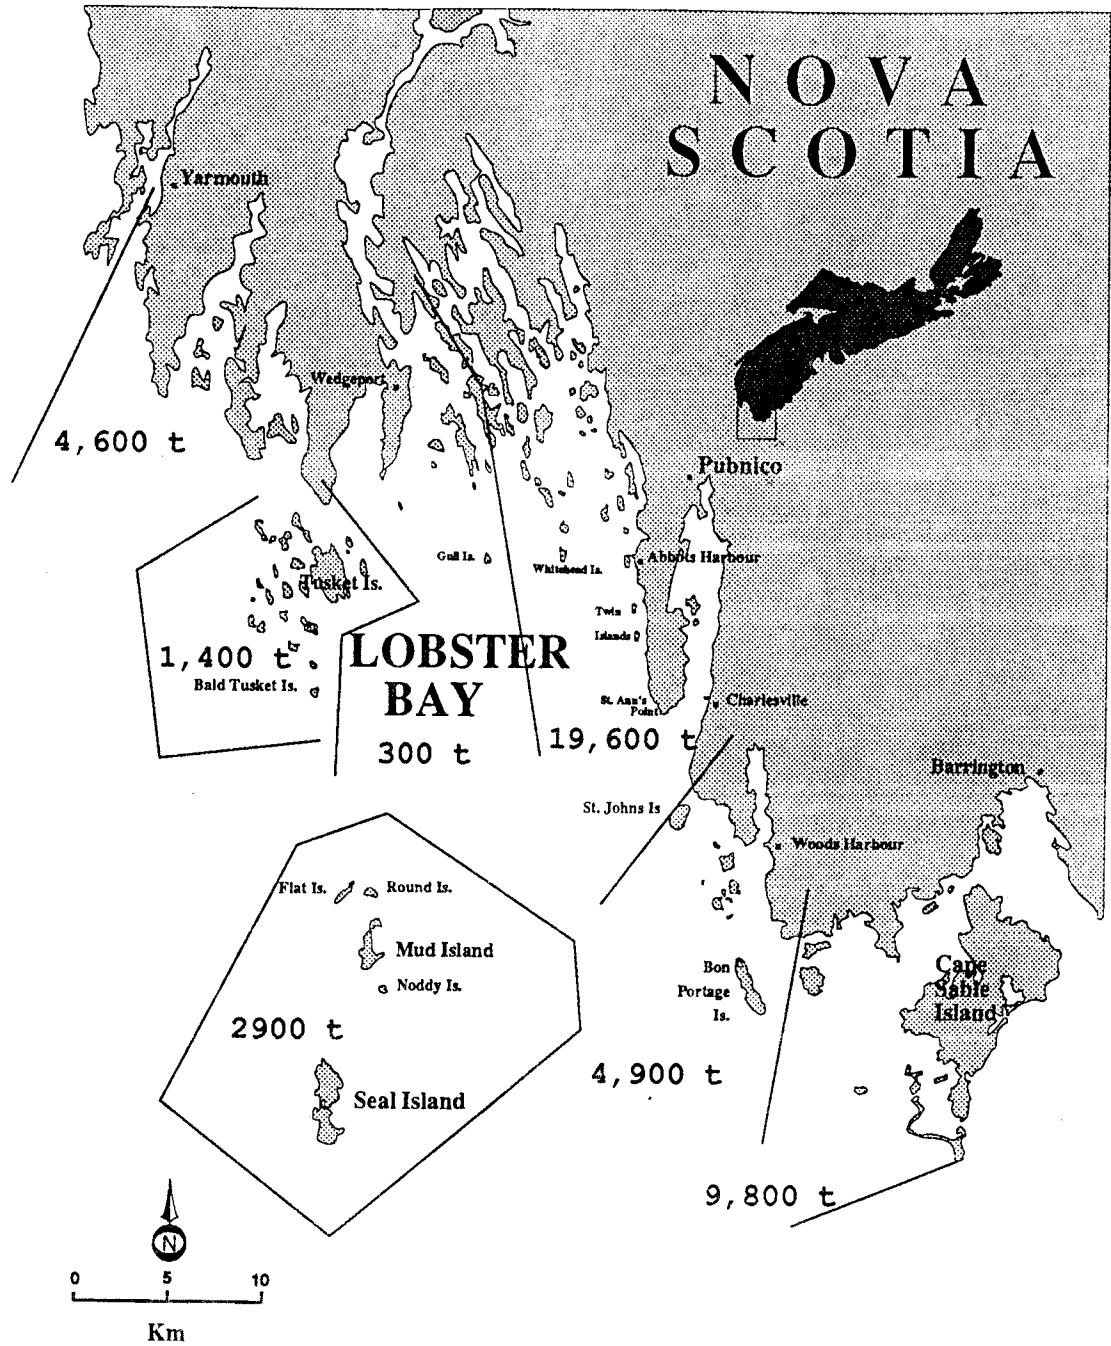 NOVA
SCOTIA
Yarmouth
Wedgeport
4,600 t
Pubnico
Gull Is.
Whitehead Is.
Abbots Harbour
Tusket Is.
Twin
Islands
1,400 t
LOBSTER
BAY
Bald Tusket Is.
St. Ann's
Point
Charlesville
300 t
19,600 t
Barrington
St. Johns Is
Woods Harbour
Flat Is.
Round Is.
Mud Island
Noddy Is.
Bon
Portage
Is.
Cape
Sable
Island
2900 t
4,900 t
Seal Island
9,800 t
N
0 5 10
Km